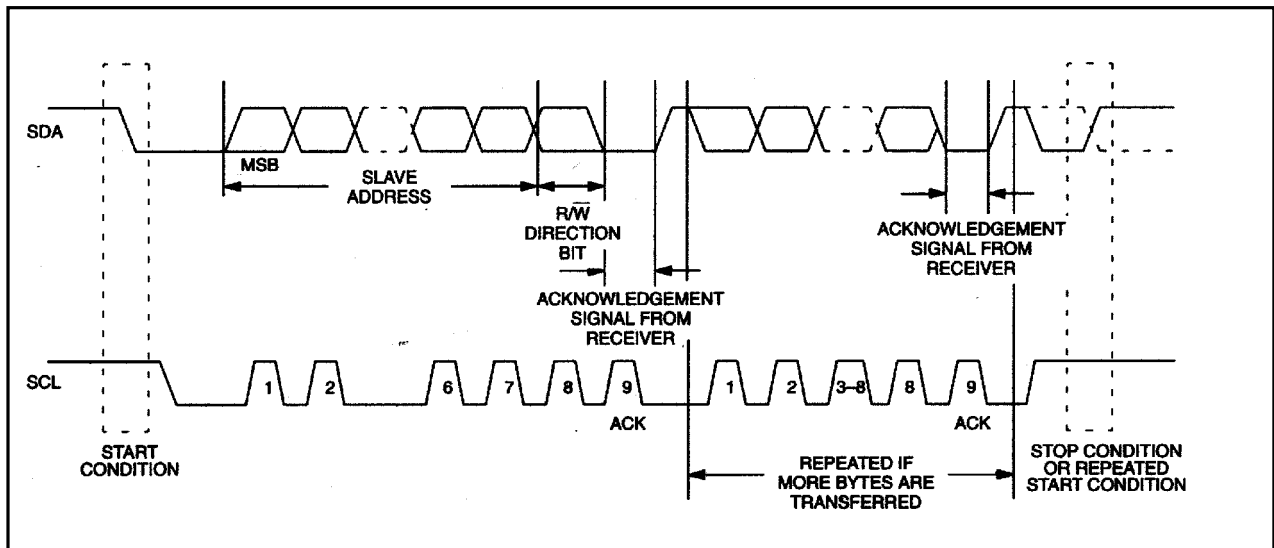 SDA
MSB
SLAVE
ADDRESS
R/W̅
DIRECTION
BIT
ACKNOWLEDGEMENT
SIGNAL FROM
RECEIVER
ACKNOWLEDGEMENT
SIGNAL FROM
RECEIVER
SCL
1 2 6 7 8 9 1 2 3–8 8 9
ACK
ACK
START
CONDITION
REPEATED IF
MORE BYTES ARE
TRANSFERRED
STOP CONDITION
OR REPEATED
START CONDITION